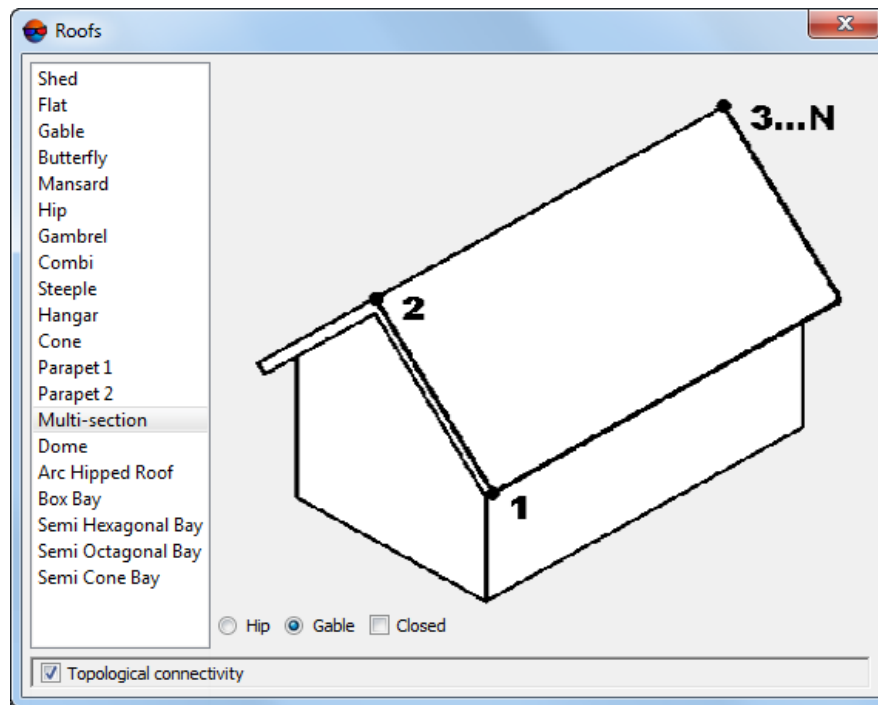 Roofs
Shed
Flat
Gable
Butterfly
Mansard
Hip
Gambrel
Combi
Steeple
Hangar
Cone
Parapet 1
Parapet 2
Multi-section
Dome
Arc Hipped Roof
Box Bay
Semi Hexagonal Bay
Semi Octagonal Bay
Semi Cone Bay
3...N
2
1
Hip Gable Closed
Topological connectivity